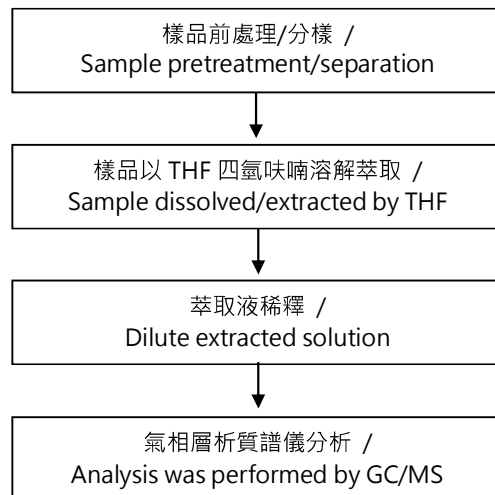 樣品前處理/分樣 /
Sample pretreatment/separation
樣品以 THF 四氫呋喃溶解萃取 /
Sample dissolved/extracted by THF
萃取液稀釋 /
Dilute extracted solution
氣相層析質譜儀分析 /
Analysis was performed by GC/MS